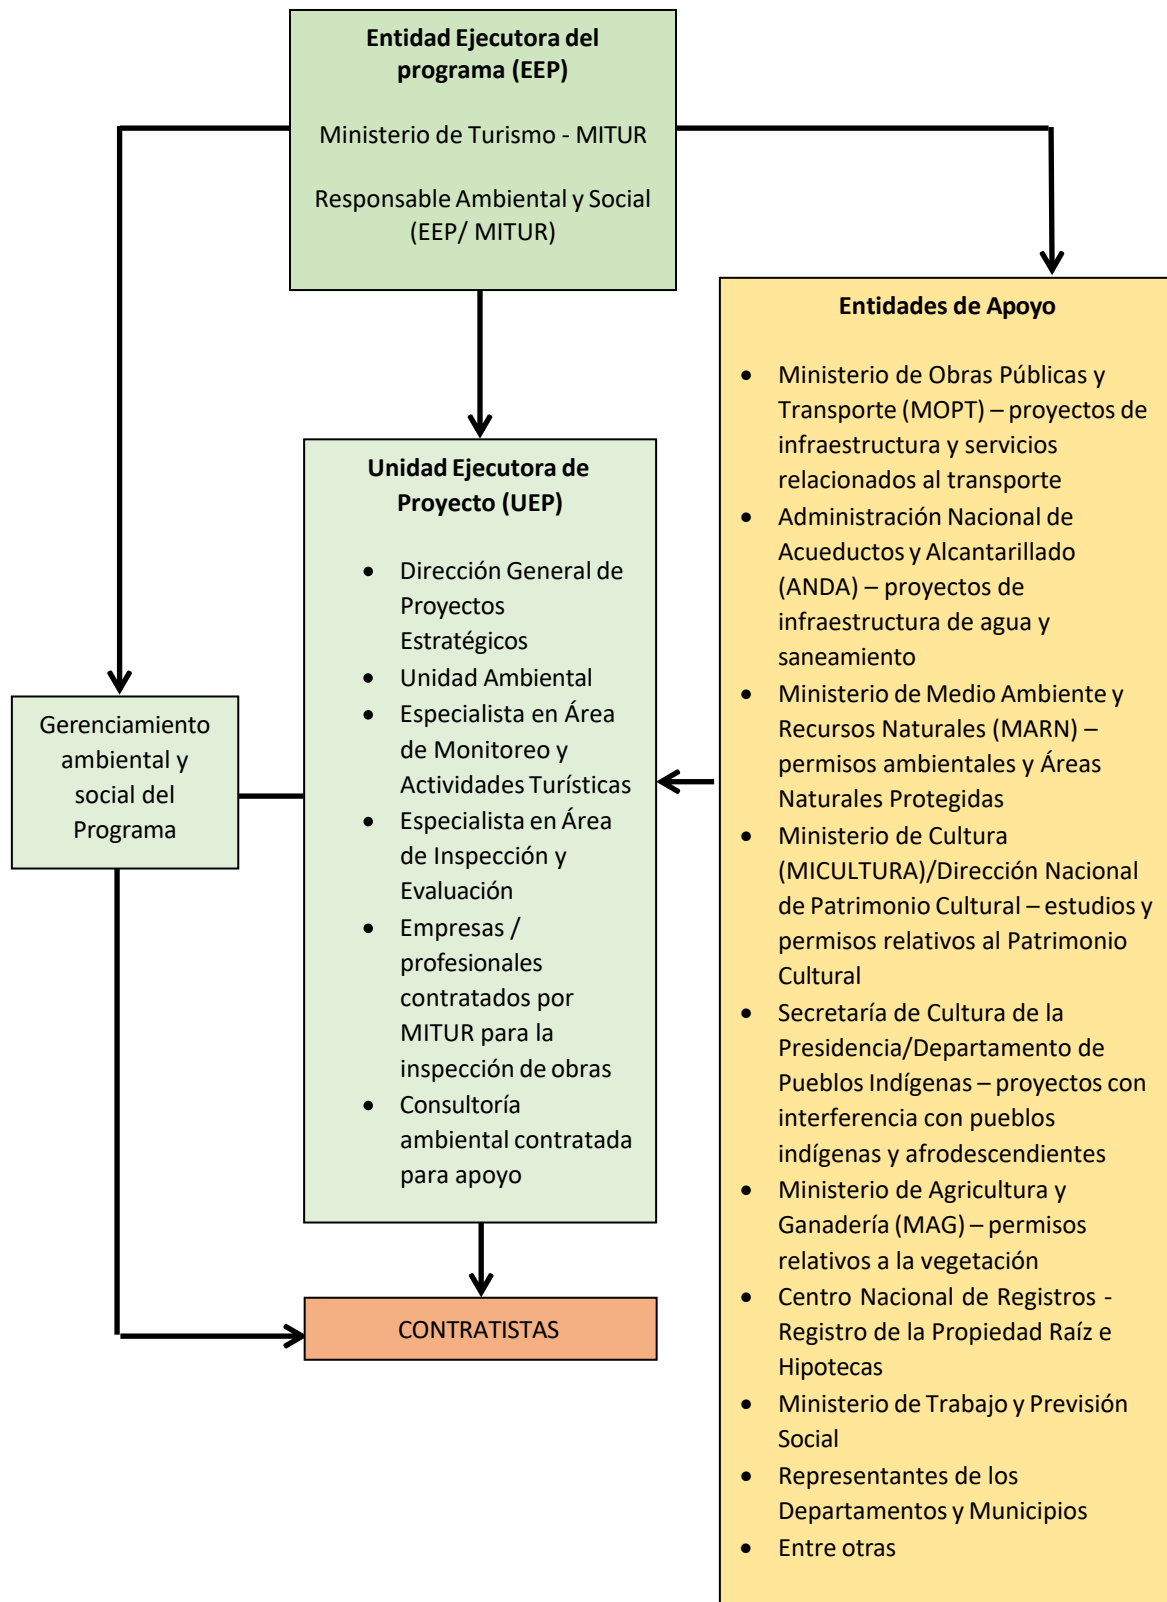 Entidad Ejecutora del
programa (EEP)
Ministerio de Turismo - MITUR
Responsable Ambiental y Social
(EEP/ MITUR)
Entidades de Apoyo
• Ministerio de Obras Públicas y
Transporte (MOPT) – proyectos de
infraestructura y servicios
relacionados al transporte
• Administración Nacional de
Acueductos y Alcantarillado
(ANDA) – proyectos de
infraestructura de agua y
saneamiento
• Ministerio de Medio Ambiente y
Recursos Naturales (MARN) –
permisos ambientales y Áreas
Naturales Protegidas
• Ministerio de Cultura
(MICULTURA)/Dirección Nacional
de Patrimonio Cultural – estudios y
permisos relativos al Patrimonio
Cultural
• Secretaría de Cultura de la
Presidencia/Departamento de
Pueblos Indígenas – proyectos con
interferencia con pueblos
indígenas y afrodescendientes
• Ministerio de Agricultura y
Ganadería (MAG) – permisos
relativos a la vegetación
• Centro Nacional de Registros -
Registro de la Propiedad Raíz e
Hipotecas
• Ministerio de Trabajo y Previsión
Social
• Representantes de los
Departamentos y Municipios
• Entre otras
Unidad Ejecutora de
Proyecto (UEP)
• Dirección General de
Proyectos
Estratégicos
• Unidad Ambiental
• Especialista en Área
de Monitoreo y
Actividades Turísticas
• Especialista en Área
de Inspección y
Evaluación
• Empresas /
profesionales
contratados por
MITUR para la
inspección de obras
• Consultoría
ambiental contratada
para apoyo
Gerenciamiento
ambiental y
social del
Programa
CONTRATISTAS